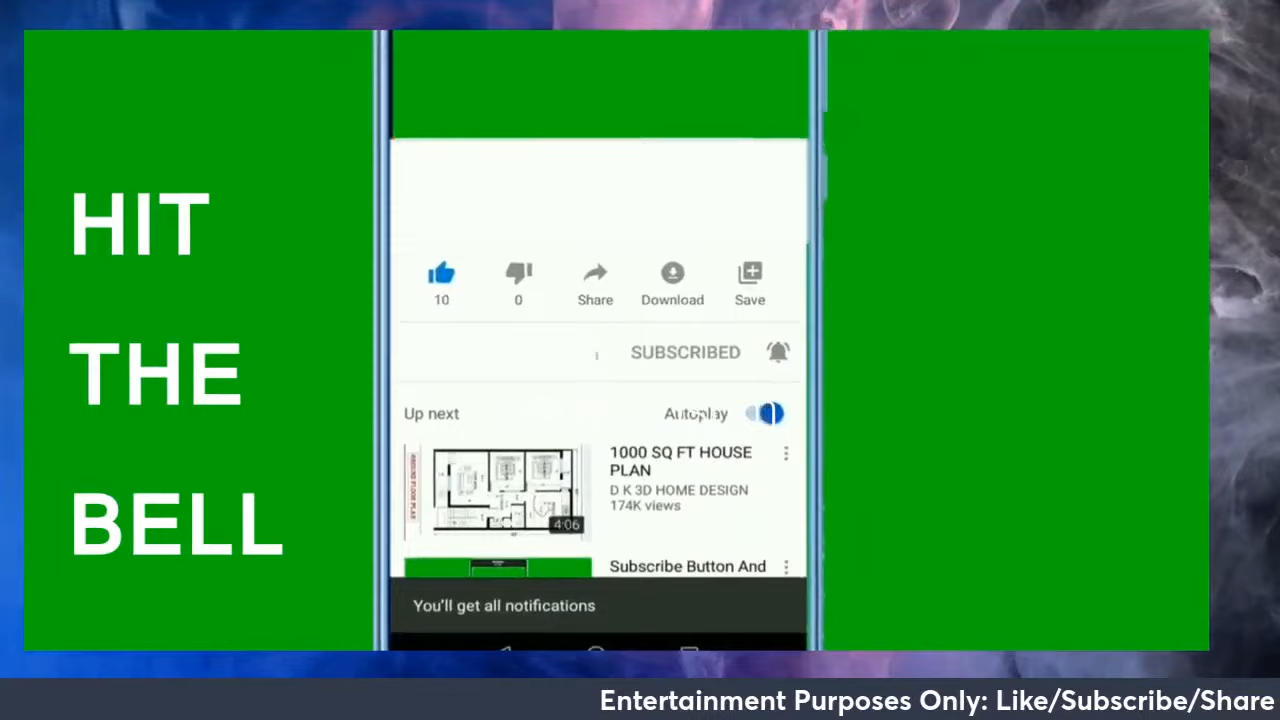 HIT
THE
BELL
10
0
Share
Download
Save
SUBSCRIBED
Up next
Autoplay
1000 SQ FT HOUSE
PLAN
D K 3D HOME DESIGN
174K views
4:06
Subscribe Button And
You'll get all notifications
Entertainment Purposes Only: Like/Subscribe/Share